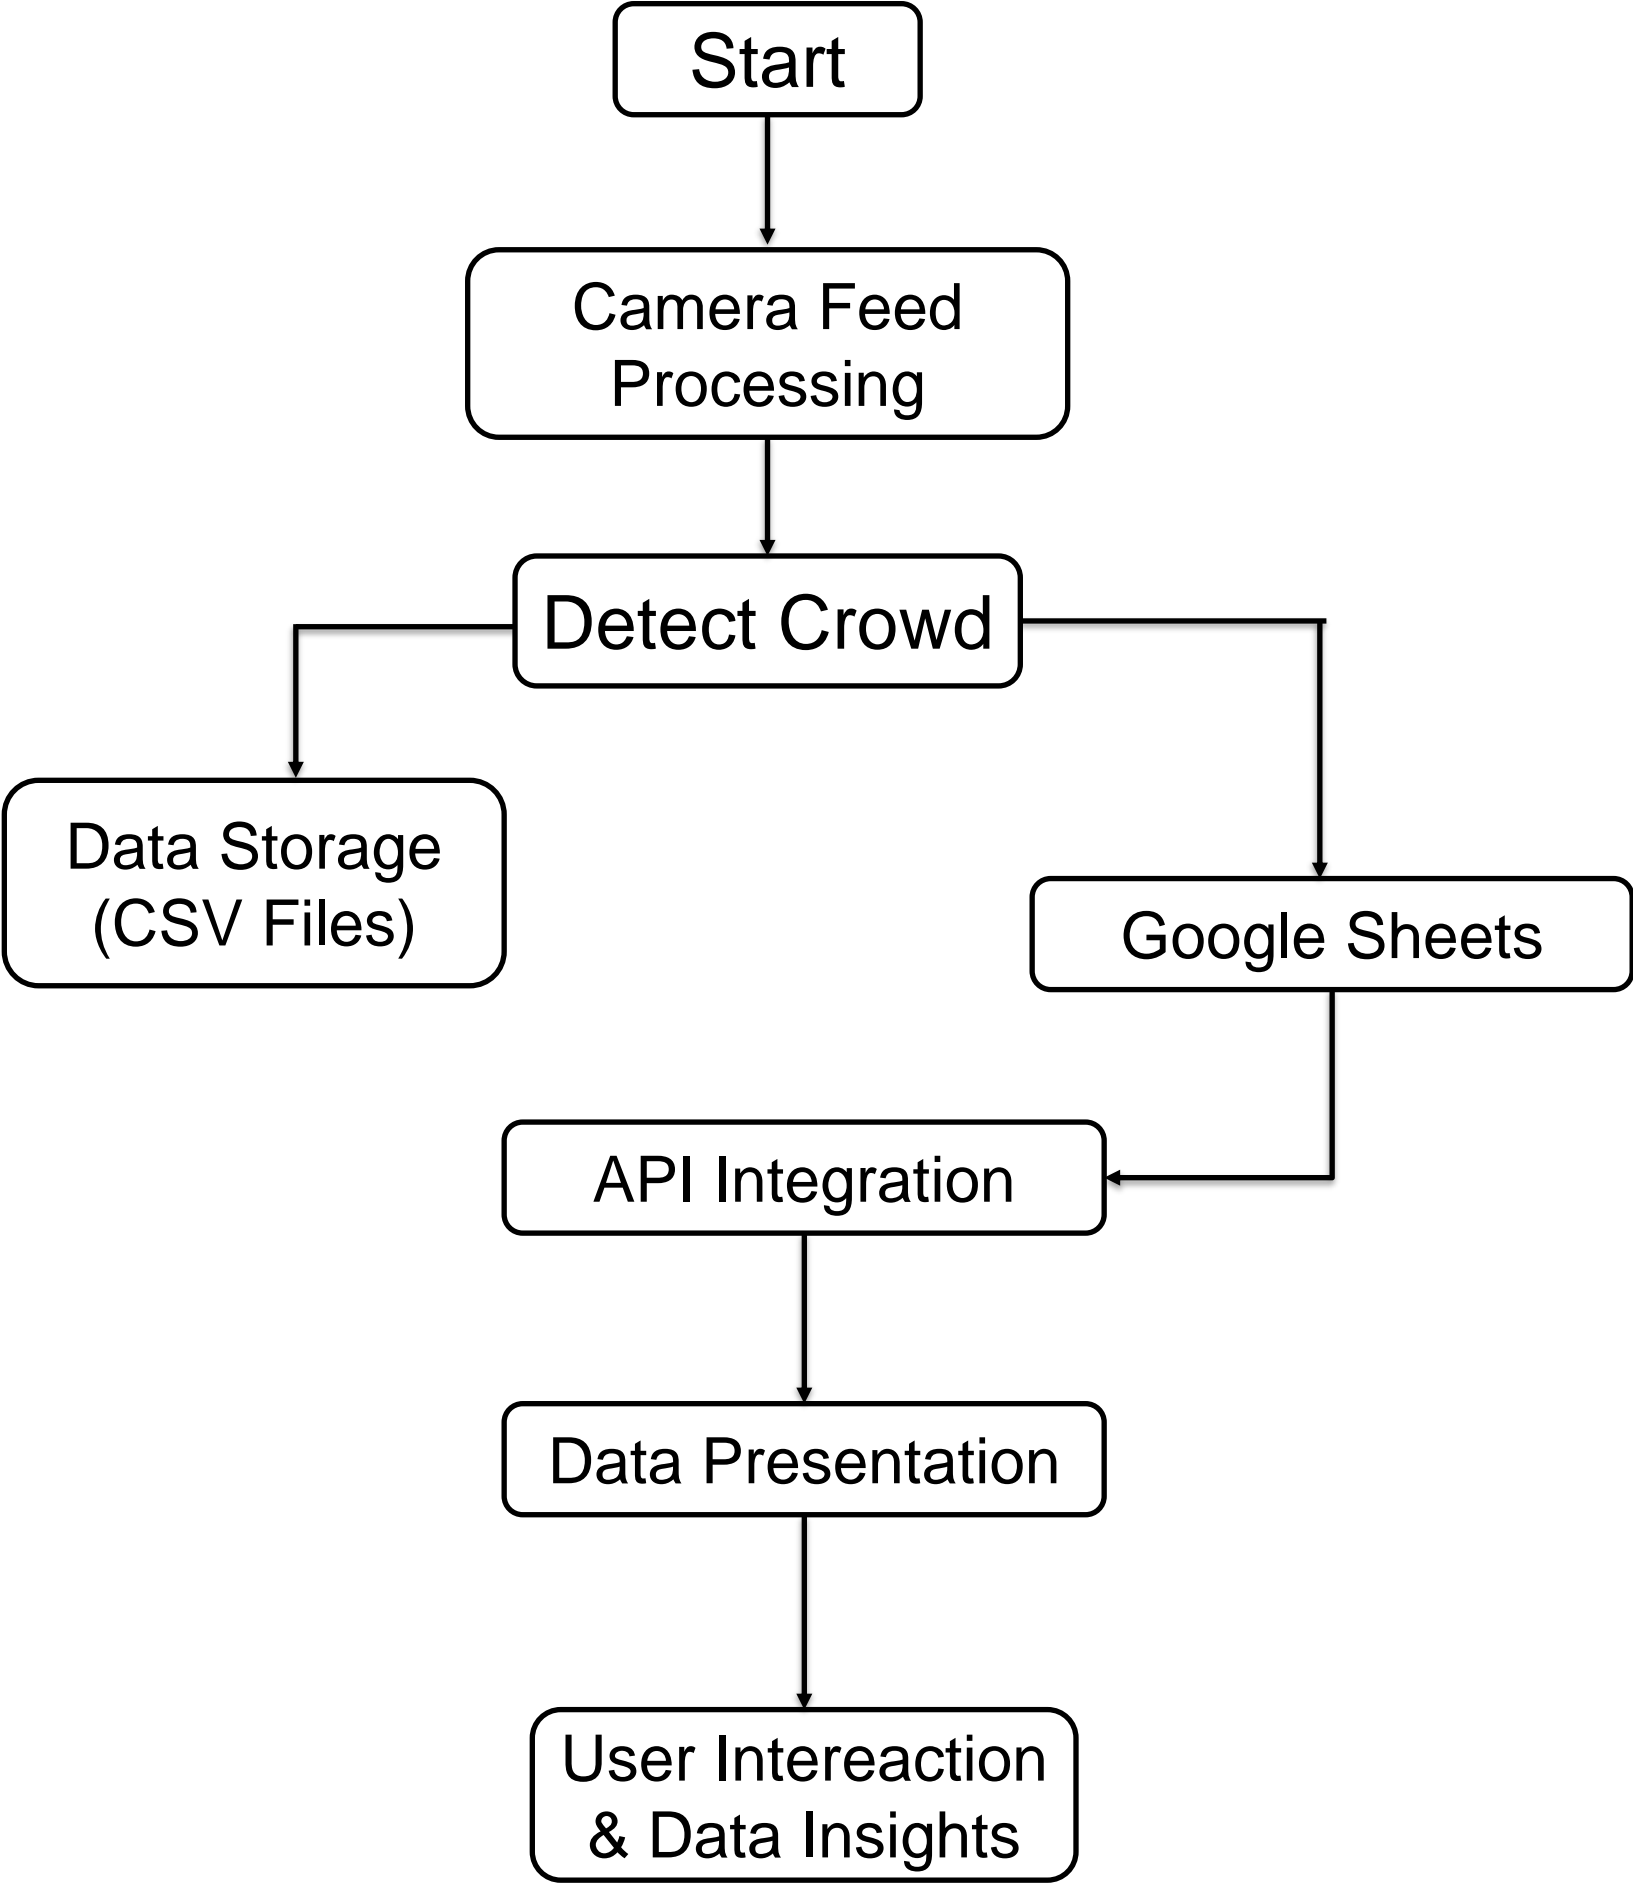 Start
Camera Feed
Processing
Detect Crowd
Data Storage
(CSV Files)
Google Sheets
API Integration
Data Presentation
User Intereaction
& Data Insights